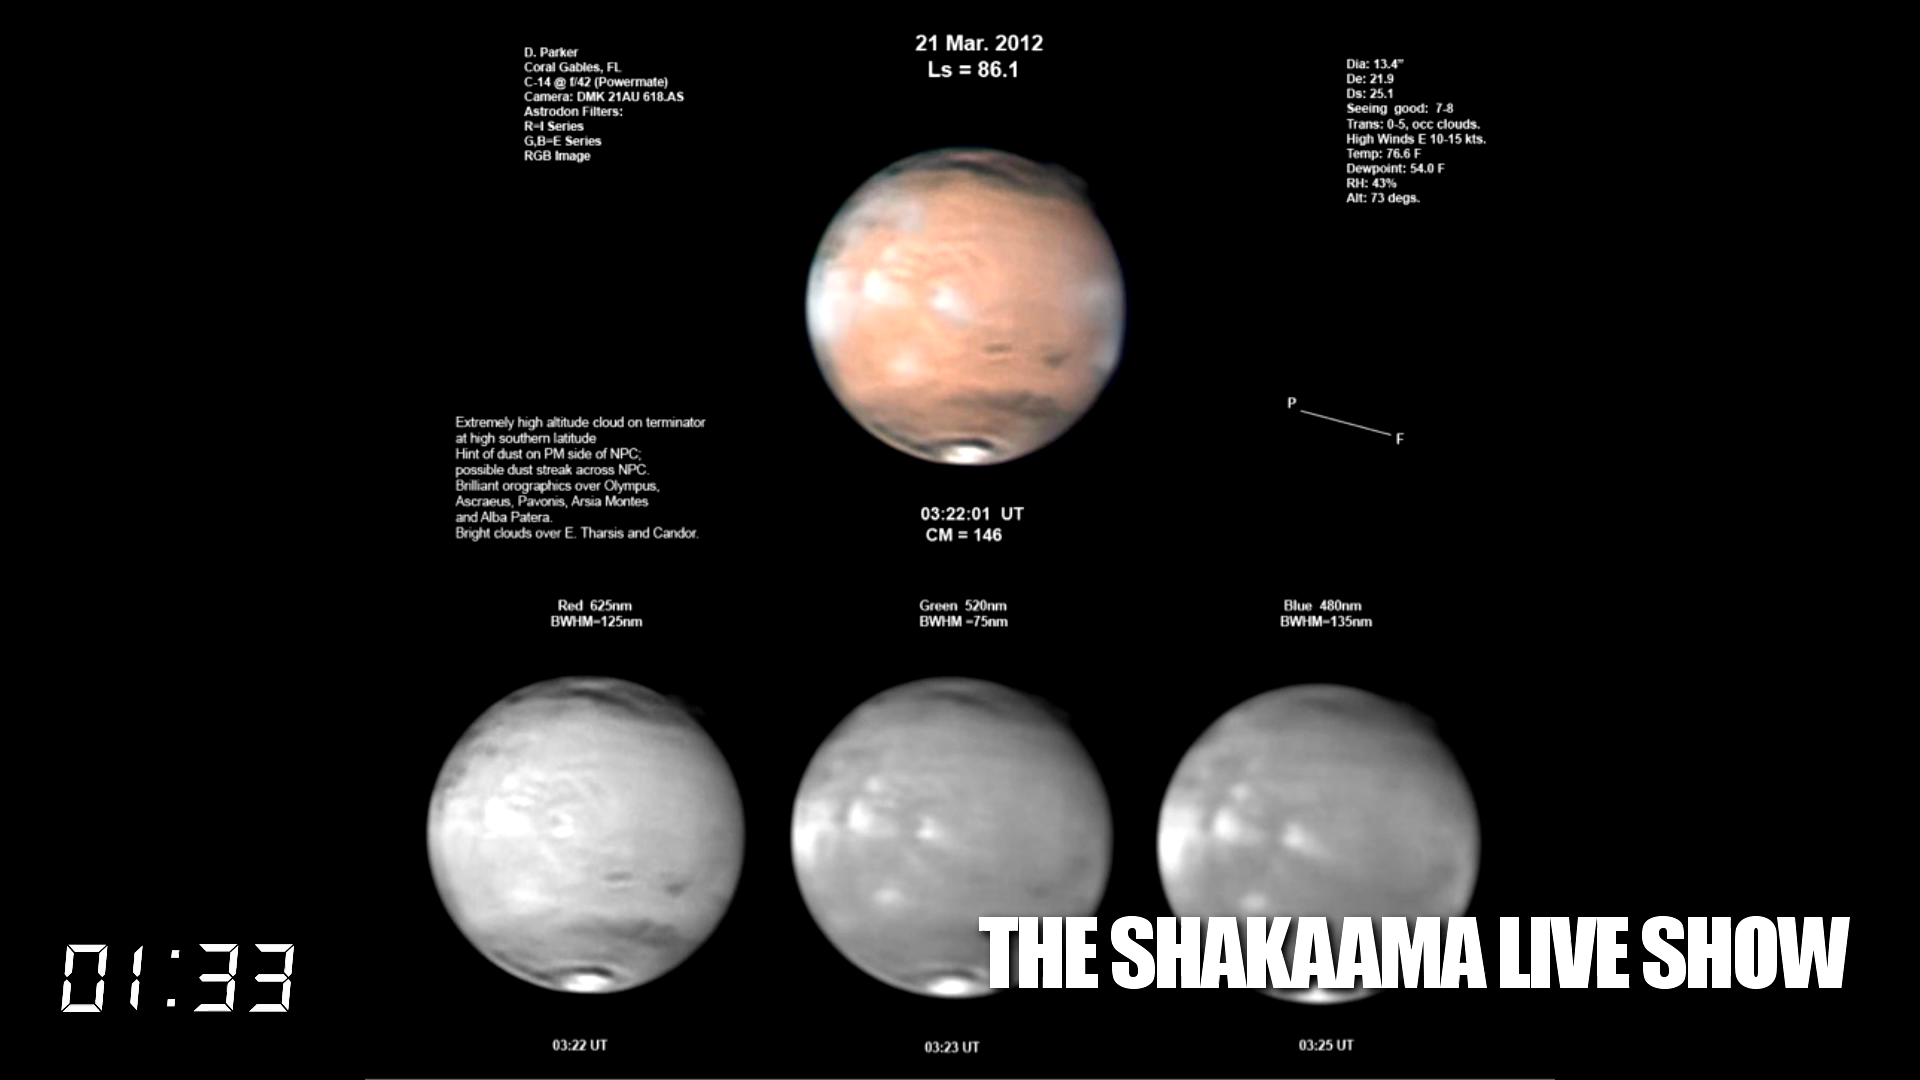 D. Parker
Coral Gables, FL
C-14 @ f/42 (Powermate)
Camera: DMK 21AU 618.AS
Astrodon Filters:
R=I Series
G,B=E Series
RGB Image
21 Mar. 2012
Ls = 86.1
Dia: 13.4"
De: 21.9
Ds: 25.1
Seeing good: 7-8
Trans: 0-5, occ clouds.
High Winds E 10-15 kts.
Temp: 76.6 F
Dewpoint: 54.0 F
RH: 43%
Alt: 73 degs.
P
F
Extremely high altitude cloud on terminator
at high southern latitude
Hint of dust on PM side of NPC;
possible dust streak across NPC.
Brilliant orographics over Olympus,
Ascraeus, Pavonis, Arsia Montes
and Alba Patera.
Bright clouds over E. Tharsis and Candor.
03:22:01 UT
CM = 146
Red 625nm
BWHM=125nm
Green 520nm
BWHM =75nm
Blue 480nm
BWHM=135nm
01:33
THE SHAKAAMA LIVE SHOW
03:22 UT
03:23 UT
03:25 UT